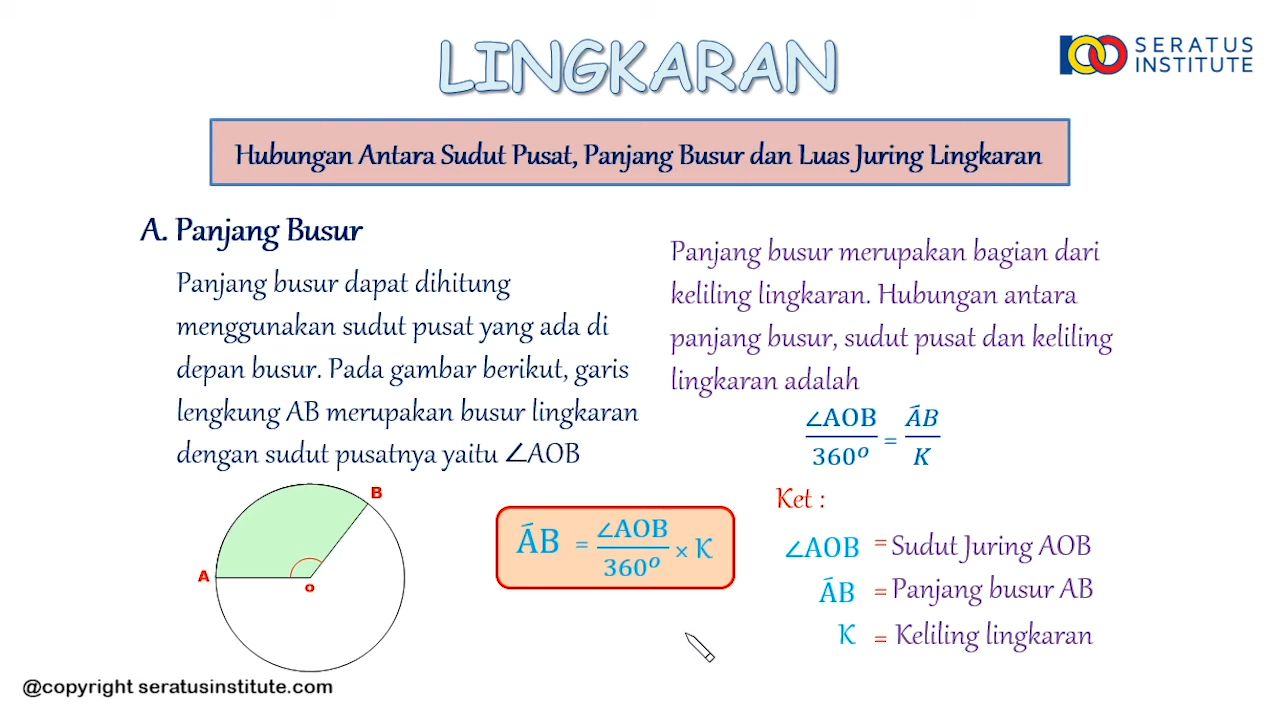 LINGKARAN
SERATUS
INSTITUTE
Hubungan Antara Sudut Pusat, Panjang Busur dan Luas Juring Lingkaran
A. Panjang Busur
Panjang busur dapat dihitung
menggunakan sudut pusat yang ada di
depan busur. Pada gambar berikut, garis
lengkung AB merupakan busur lingkaran
dengan sudut pusatnya yaitu ∠AOB
A
B
O
ÁB = ∠AOB/360º × K
Panjang busur merupakan bagian dari
keliling lingkaran. Hubungan antara
panjang busur, sudut pusat dan keliling
lingkaran adalah
∠AOB/360º = ÁB/K
Ket :
∠AOB = Sudut Juring AOB
ÁB = Panjang busur AB
K = Keliling lingkaran
@copyright seratusinstitute.com